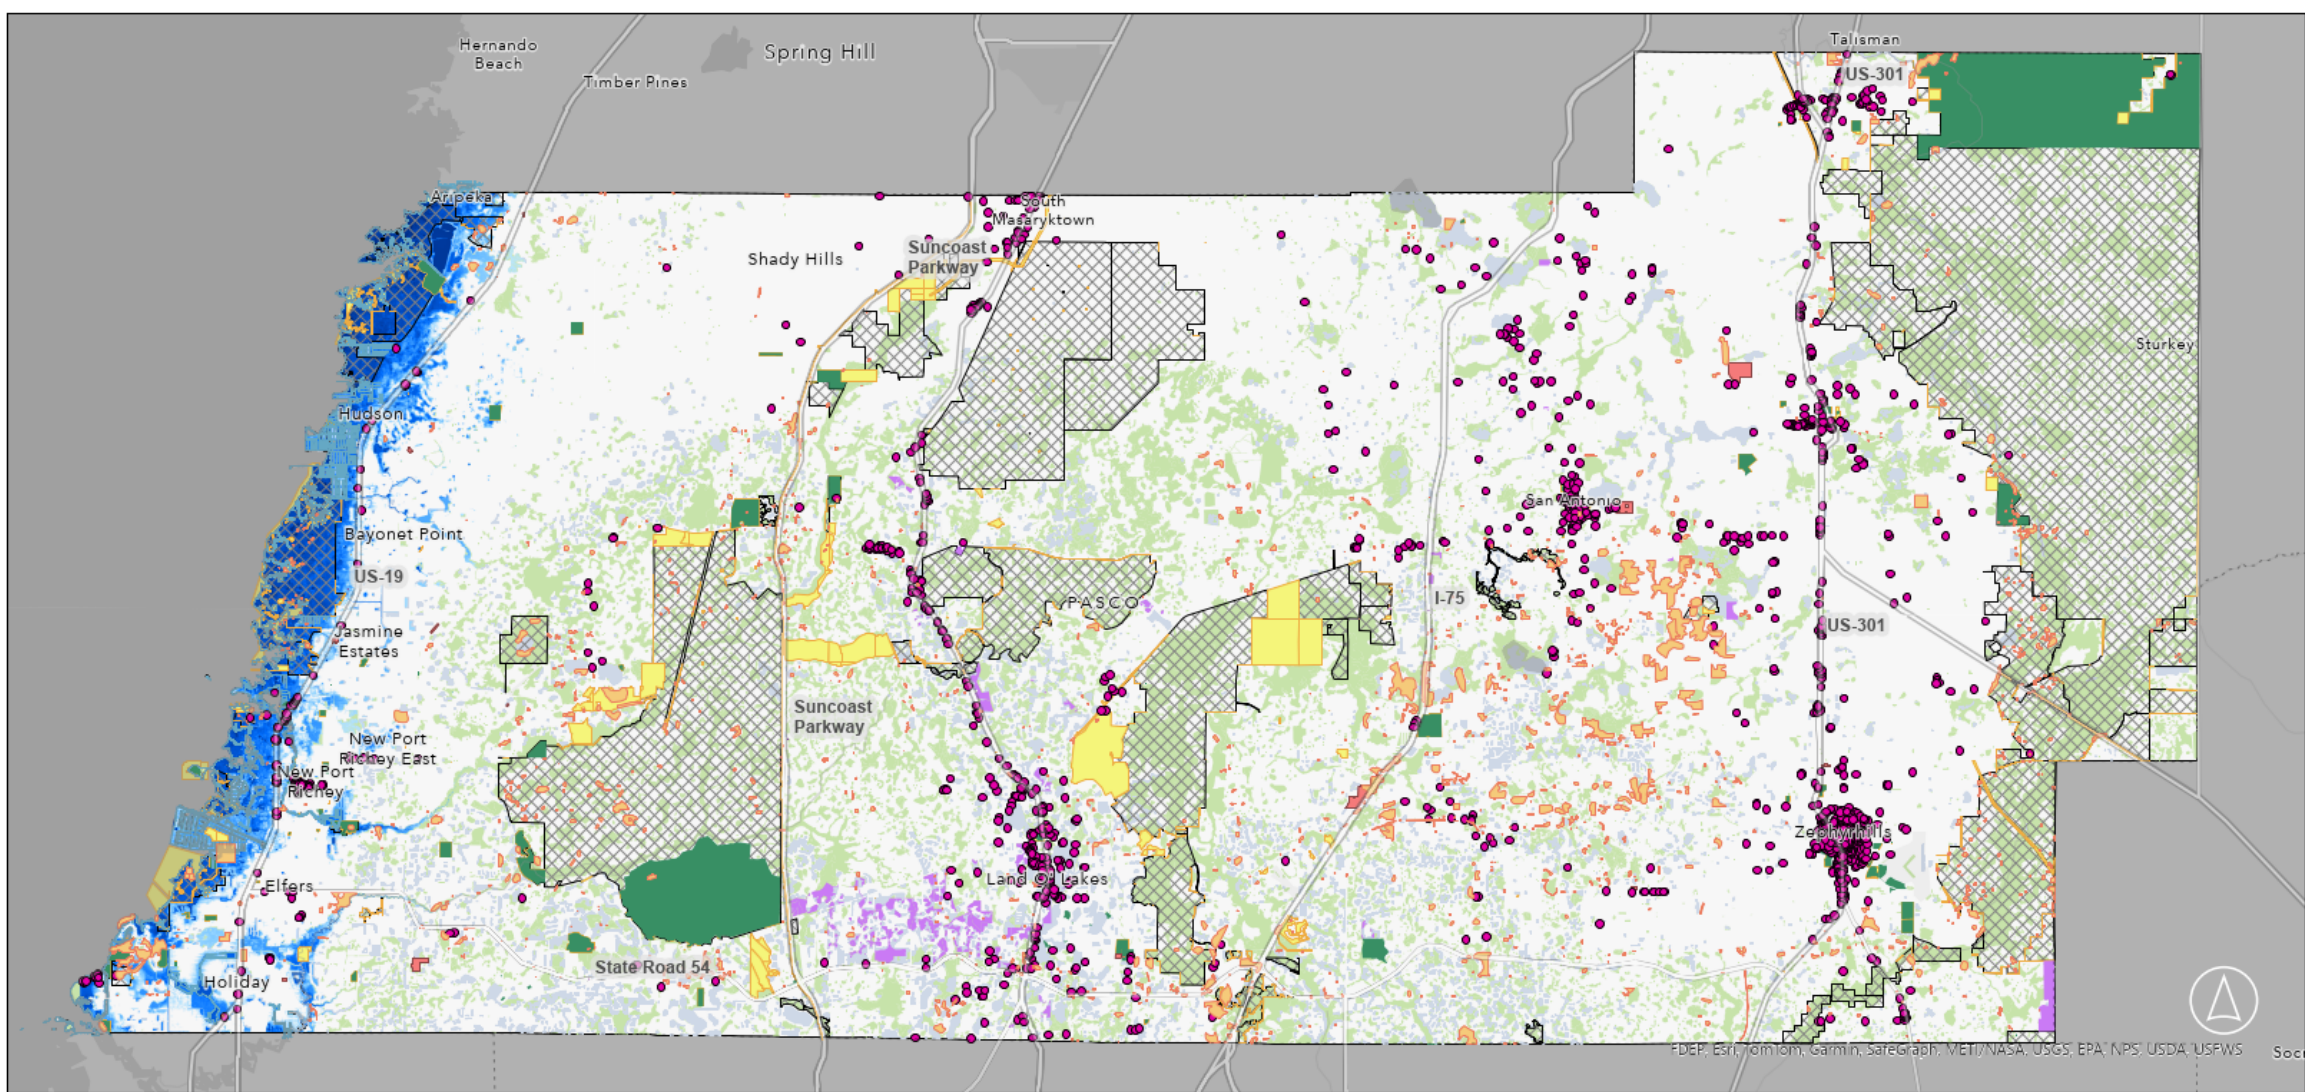 Hernando
Beach
Spring Hill
Timber Pines
Talisman
US-301
Aripeka
South
Masaryktown
Suncoast
Parkway
Shady Hills
Sturkey
Hudson
San Antonio
Bayonet Point
US-19
PASCO
I-75
US-301
Jasmine
Estates
Suncoast
Parkway
New Port
Richey East
New Port
Richey
Zephyrhills
Elfers
Land O' Lakes
State Road 54
Holiday
FDEP, Esri, TomTom, Garmin, SafeGraph, METI/NASA, USGS, EPA, NPS, USDA, USFWS